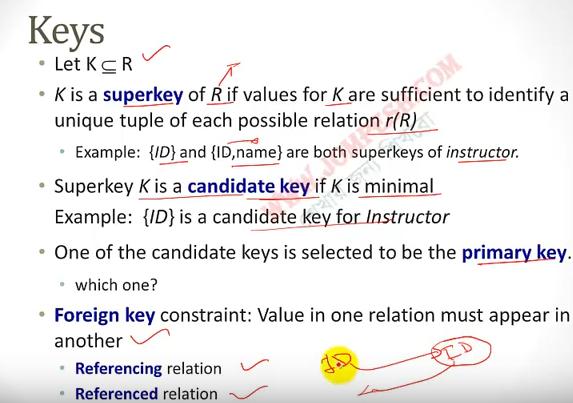 Keys
• Let K ⊆ R
• K is a superkey of R if values for K are sufficient to identify a
unique tuple of each possible relation r(R)
• Example: {ID} and {ID,name} are both superkeys of instructor.
• Superkey K is a candidate key if K is minimal
Example: {ID} is a candidate key for Instructor
• One of the candidate keys is selected to be the primary key.
• which one?
• Foreign key constraint: Value in one relation must appear in
another
• Referencing relation
• Referenced relation
ID
ID